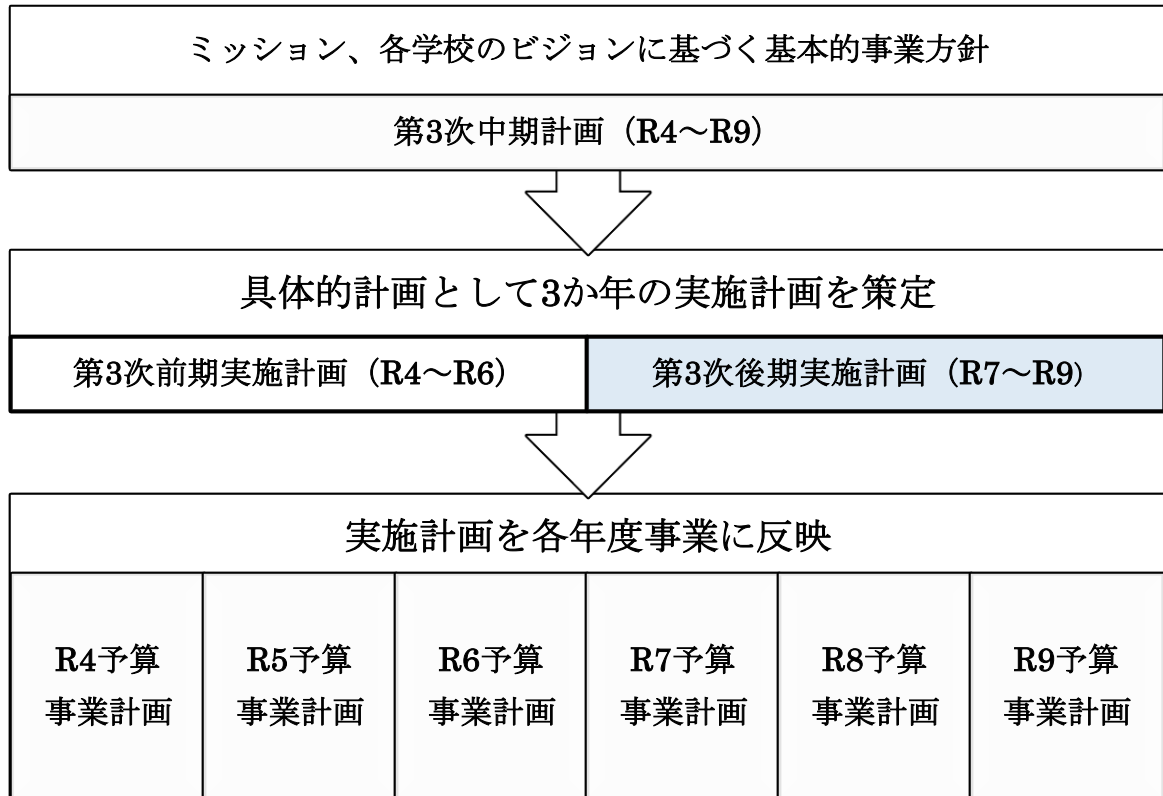 ミッション、各学校のビジョンに基づく基本的事業方針
第3次中期計画（R4～R9）
具体的計画として3か年の実施計画を策定
第3次前期実施計画（R4～R6）
第3次後期実施計画（R7～R9）
実施計画を各年度事業に反映
R4予算
事業計画
R5予算
事業計画
R6予算
事業計画
R7予算
事業計画
R8予算
事業計画
R9予算
事業計画